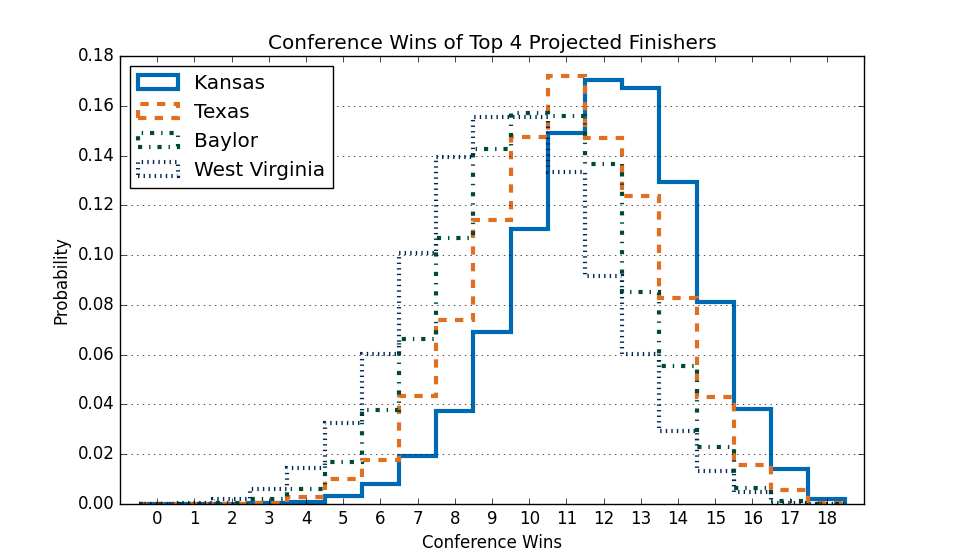 Conference Wins of Top 4 Projected Finishers
0.18
0.16
0.14
0.12
0.10
0.08
0.06
0.04
0.02
0.00
Probability
Kansas
Texas
Baylor
West Virginia
0 1 2 3 4 5 6 7 8 9 10 11 12 13 14 15 16 17 18
Conference Wins